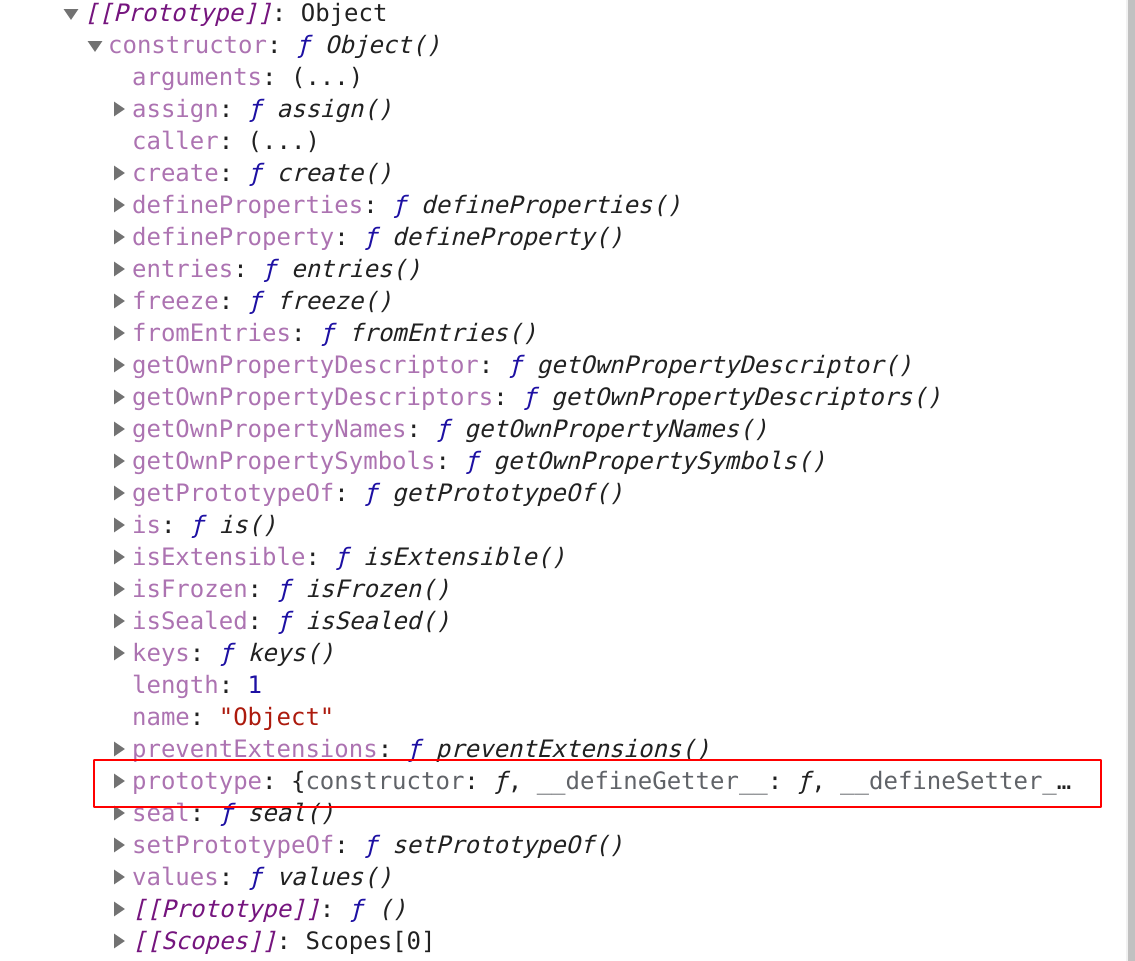 [[Prototype]]: Object
constructor: ƒ Object()
arguments: (...)
assign: ƒ assign()
caller: (...)
create: ƒ create()
defineProperties: ƒ defineProperties()
defineProperty: ƒ defineProperty()
entries: ƒ entries()
freeze: ƒ freeze()
fromEntries: ƒ fromEntries()
getOwnPropertyDescriptor: ƒ getOwnPropertyDescriptor()
getOwnPropertyDescriptors: ƒ getOwnPropertyDescriptors()
getOwnPropertyNames: ƒ getOwnPropertyNames()
getOwnPropertySymbols: ƒ getOwnPropertySymbols()
getPrototypeOf: ƒ getPrototypeOf()
is: ƒ is()
isExtensible: ƒ isExtensible()
isFrozen: ƒ isFrozen()
isSealed: ƒ isSealed()
keys: ƒ keys()
length: 1
name: "Object"
preventExtensions: ƒ preventExtensions()
prototype: {constructor: ƒ, __defineGetter__: ƒ, __defineSetter_…
seal: ƒ seal()
setPrototypeOf: ƒ setPrototypeOf()
values: ƒ values()
[[Prototype]]: ƒ ()
[[Scopes]]: Scopes[0]